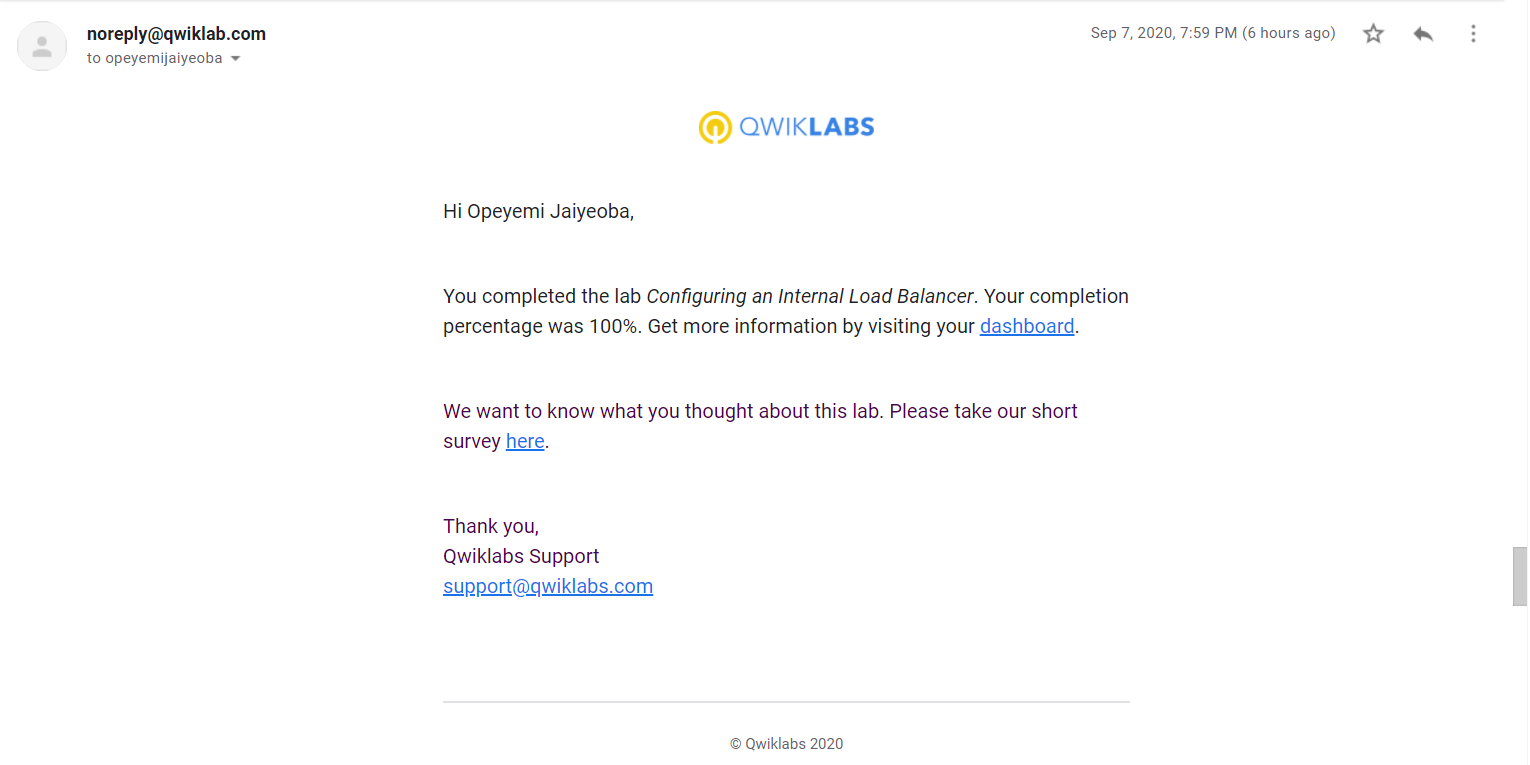 noreply@qwiklab.com
Sep 7, 2020, 7:59 PM (6 hours ago)
to opeyemijaiyeoba
QWIKLABS
Hi Opeyemi Jaiyeoba,
You completed the lab Configuring an Internal Load Balancer. Your completion
percentage was 100%. Get more information by visiting your dashboard.
We want to know what you thought about this lab. Please take our short
survey here.
Thank you,
Qwiklabs Support
support@qwiklabs.com
© Qwiklabs 2020